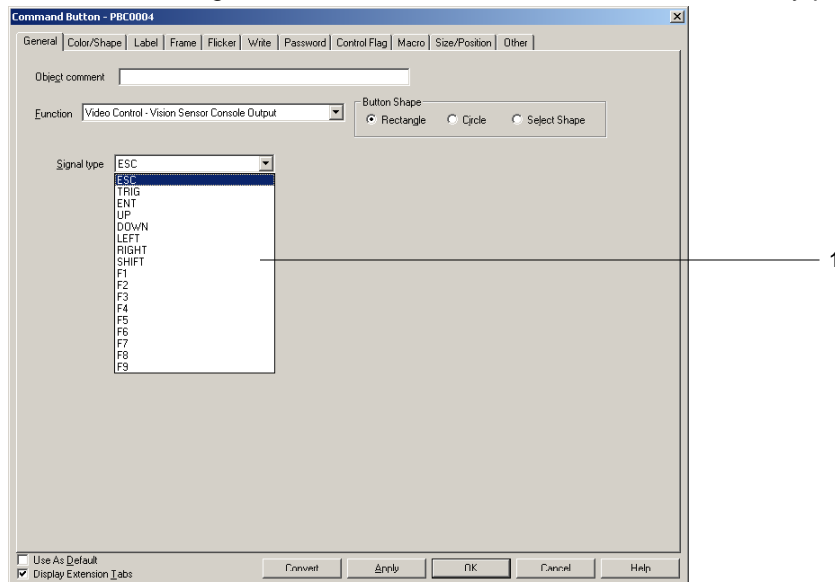 Command Button - PBC0004
General Color/Shape Label Frame Flicker Write Password Control Flag Macro Size/Position Other
Object comment
Function Video Control - Vision Sensor Console Output
Button Shape
Rectangle Circle Select Shape
Signal type ESC
ESC
TRIG
ENT
UP
DOWN
LEFT
RIGHT
SHIFT
F1
F2
F3
F4
F5
F6
F7
F8
F9
1
Use As Default
Display Extension Tabs
Convert Apply OK Cancel Help